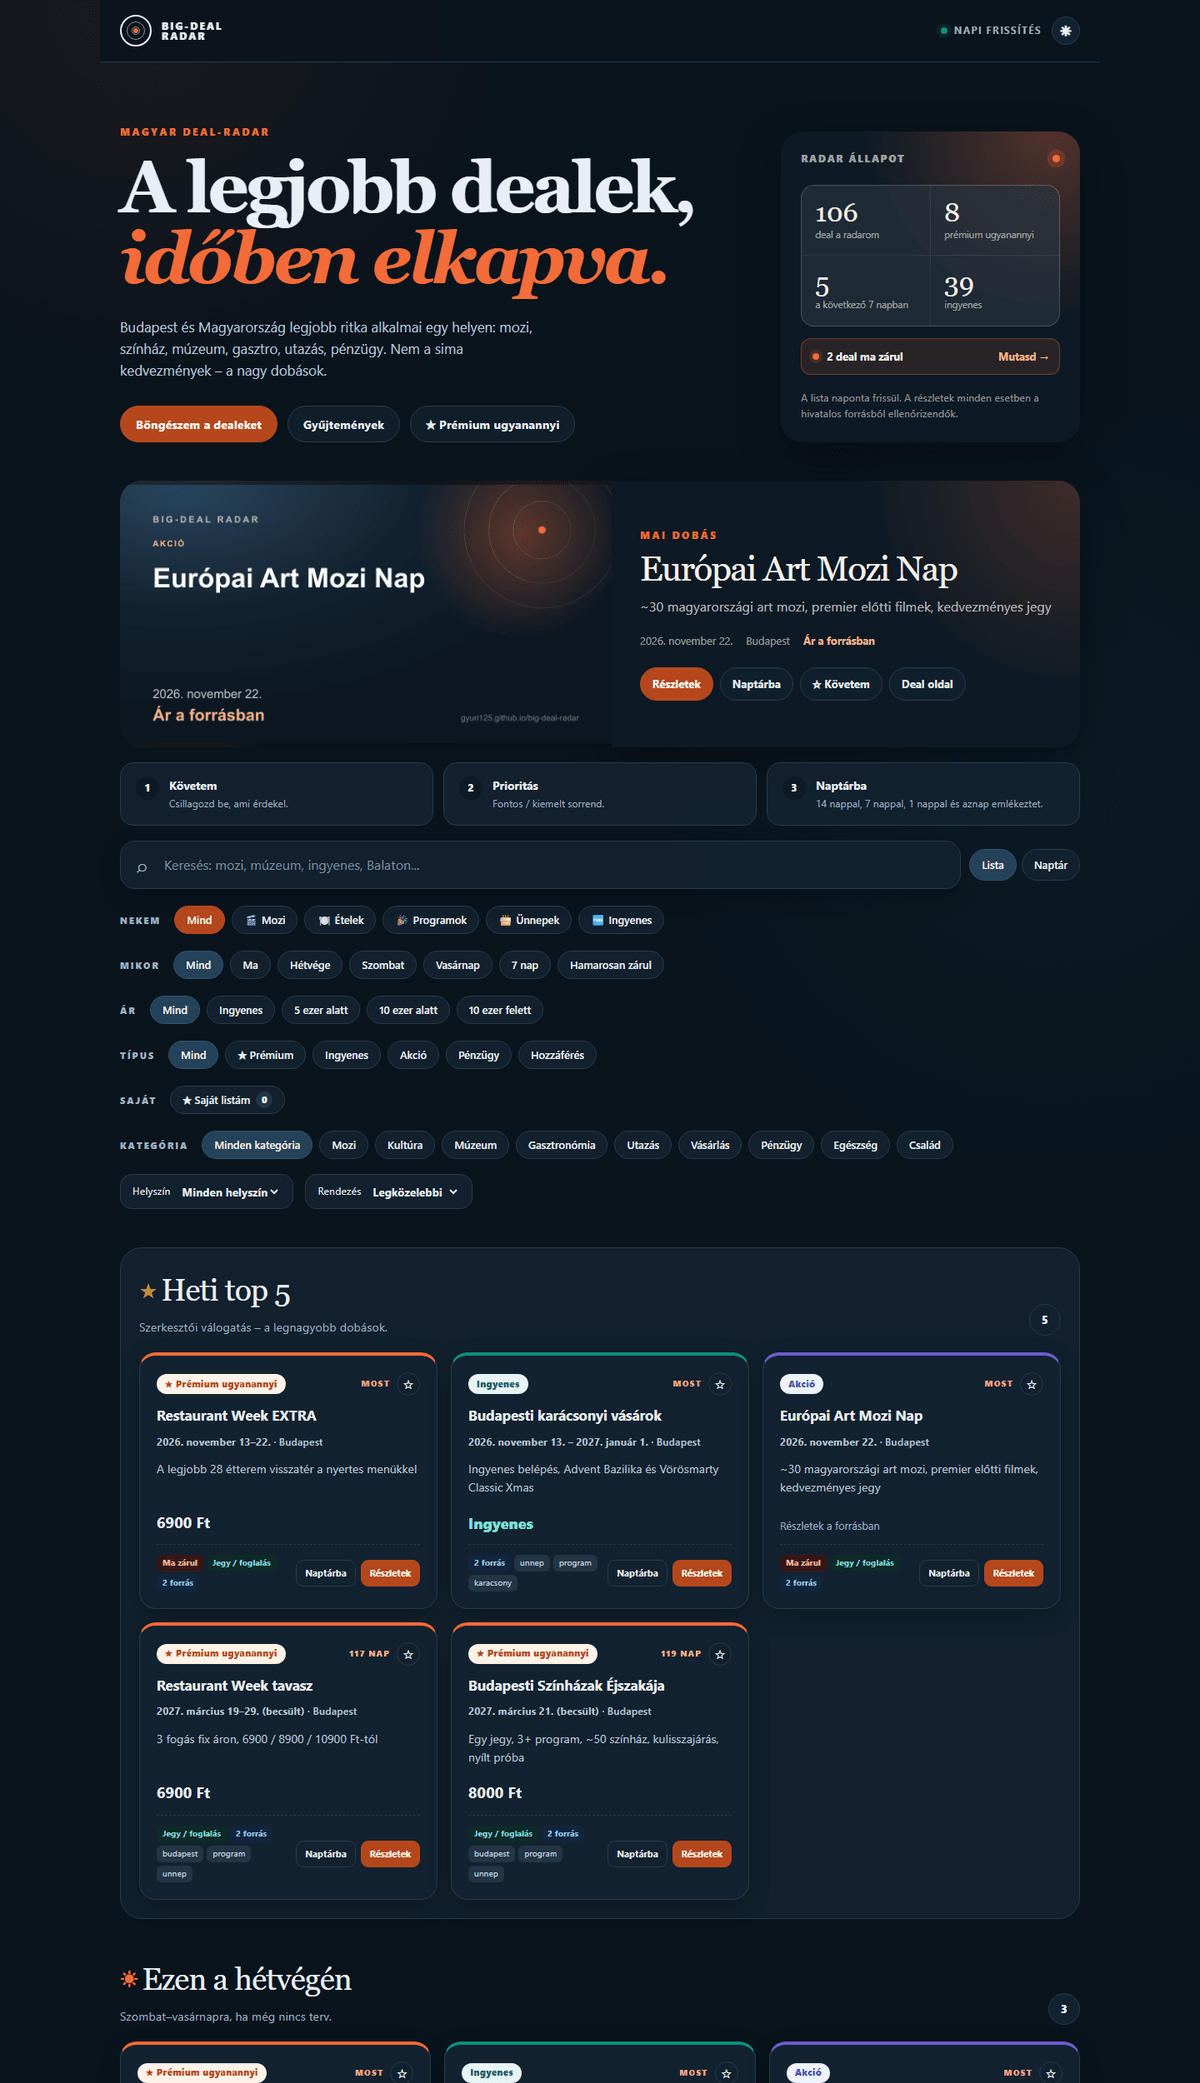 BIG-DEAL
RADAR
NAPI FRISSÍTÉS
MAGYAR DEAL-RADAR
A legjobb dealek,
időben elkapva.
Budapest és Magyarország legjobb ritka alkalmai egy helyen: mozi,
színház, múzeum, gasztro, utazás, pénzügy. Nem a sima
kedvezmények – a nagy dobások.
Böngészem a dealeket
Gyűjtemények
★ Prémium ugyanannyi
RADAR ÁLLAPOT
106
deal a radarom
8
prémium ugyanannyi
5
a következő 7 napban
39
ingyenes
2 deal ma zárul
Mutasd →
A lista naponta frissül. A részletek minden esetben a
hivatalos forrásból ellenőrizendők.
BIG-DEAL RADAR
AKCIÓ
Európai Art Mozi Nap
2026. november 22.
Ár a forrásban
gyuri125.github.io/big-deal-radar
MAI DOBÁS
Európai Art Mozi Nap
~30 magyarországi art mozi, premier előtti filmek, kedvezményes jegy
2026. november 22. Budapest Ár a forrásban
Részletek
Naptárba
☆ Követem
Deal oldal
1 Követem
Csillagozd be, ami érdekel.
2 Prioritás
Fontos / kiemelt sorrend.
3 Naptárba
14 nappal, 7 nappal, 1 nappal és aznap emlékeztet.
Keresés: mozi, múzeum, ingyenes, Balaton...
Lista
Naptár
NEKEM Mind Mozi Ételek Programok Ünnepek Ingyenes
MIKOR Mind Ma Hétvége Szombat Vasárnap 7 nap Hamarosan zárul
ÁR Mind Ingyenes 5 ezer alatt 10 ezer alatt 10 ezer felett
TÍPUS Mind ★ Prémium Ingyenes Akció Pénzügy Hozzáférés
SAJÁT ★ Saját listám 0
KATEGÓRIA Minden kategória Mozi Kultúra Múzeum Gasztronómia Utazás Vásárlás Pénzügy Egészség Család
Helyszín Minden helyszín
Rendezés Legközelebbi
★ Heti top 5
Szerkesztői válogatás – a legnagyobb dobások.
5
★ Prémium ugyanannyi
MOST ☆
Restaurant Week EXTRA
2026. november 13–22. · Budapest
A legjobb 28 étterem visszatér a nyertes menükkel
6900 Ft
Ma zárul Jegy / foglalás
2 forrás
Naptárba
Részletek
Ingyenes
MOST ☆
Budapesti karácsonyi vásárok
2026. november 13. – 2027. január 1. · Budapest
Ingyenes belépés, Advent Bazilika és Vörösmarty
Classic Xmas
Ingyenes
2 forrás unnep program
karacsony
Naptárba
Részletek
Akció
MOST ☆
Európai Art Mozi Nap
2026. november 22. · Budapest
~30 magyarországi art mozi, premier előtti filmek,
kedvezményes jegy
Részletek a forrásban
Ma zárul Jegy / foglalás
2 forrás
Naptárba
Részletek
★ Prémium ugyanannyi
117 NAP ☆
Restaurant Week tavasz
2027. március 19–29. (becsült) · Budapest
3 fogás fix áron, 6900 / 8900 / 10900 Ft-tól
6900 Ft
Jegy / foglalás 2 forrás
budapest program
unnep
Naptárba
Részletek
★ Prémium ugyanannyi
119 NAP ☆
Budapesti Színházak Éjszakája
2027. március 21. (becsült) · Budapest
Egy jegy, 3+ program, ~50 színház, kulisszajárás,
nyílt próba
8000 Ft
Jegy / foglalás 2 forrás
budapest program
unnep
Naptárba
Részletek
Ezen a hétvégén
Szombat–vasárnapra, ha még nincs terv.
3
★ Prémium ugyanannyi
MOST ☆
Ingyenes
MOST ☆
Akció
MOST ☆